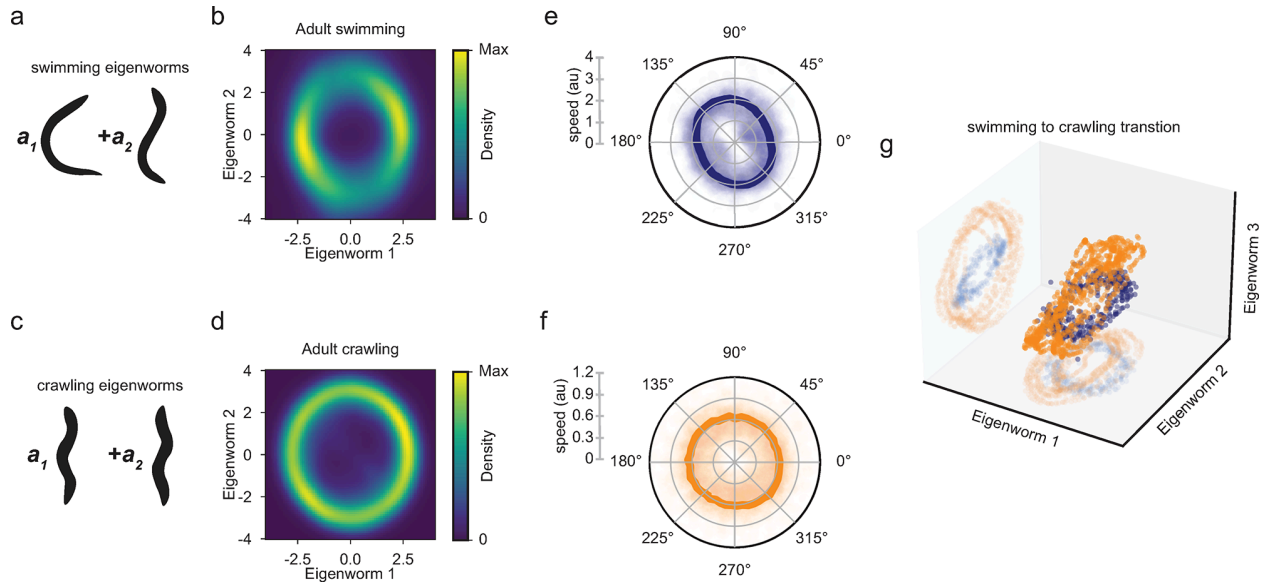 a
swimming eigenworms
a1 +a2
b
Adult swimming
4
2
0
-2
-4
Eigenworm 2
-2.5 0.0 2.5
Eigenworm 1
Max
Density
0
c
crawling eigenworms
a1 +a2
d
Adult crawling
4
2
0
-2
-4
Eigenworm 2
-2.5 0.0 2.5
Eigenworm 1
Max
Density
0
e
speed (au)
4
3
2
1
0
90°
135° 45°
180° 0°
225° 315°
270°
f
speed (au)
1.2
0.9
0.6
0.3
0
90°
135° 45°
180° 0°
225° 315°
270°
g
swimming to crawling transtion
Eigenworm 1
Eigenworm 2
Eigenworm 3